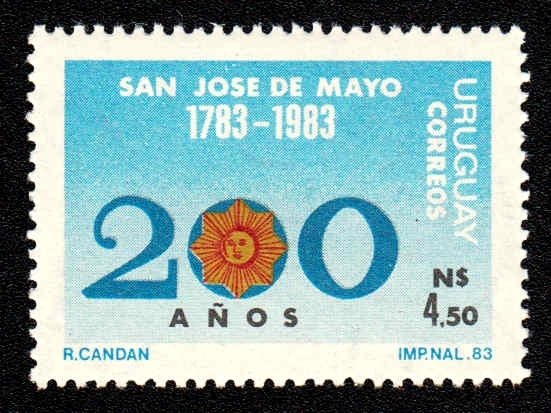 SAN JOSE DE MAYO
1783-1983
URUGUAY
CORREOS
200
AÑOS
N$
4,50
R.CANDAN
IMP.NAL.83